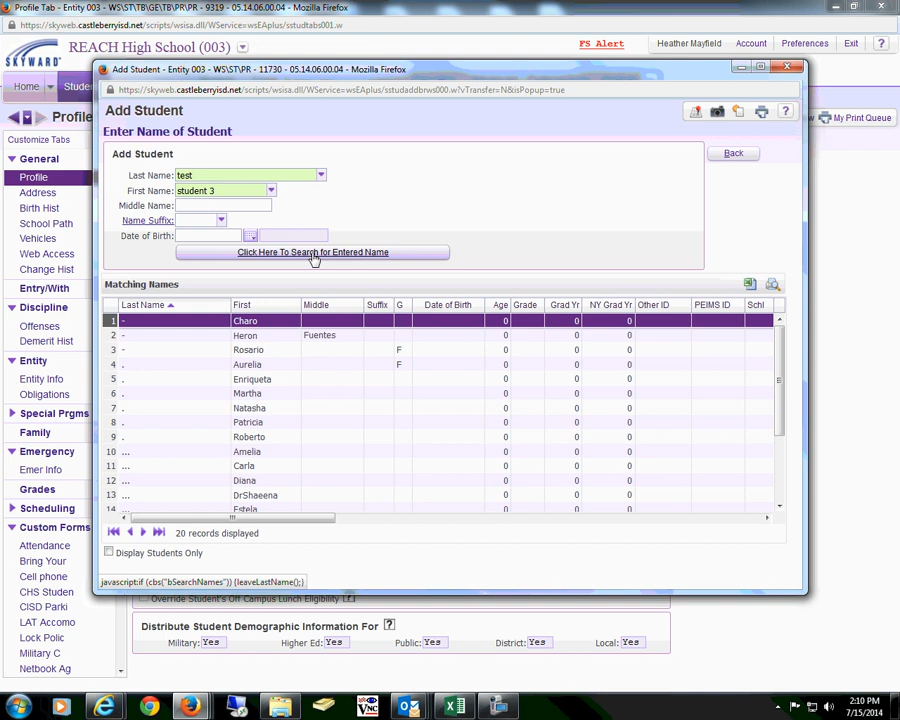 Profile Tab - Entity 003 - WS\ST\TB\GE\TB\PR\PR - 9319 - 05.14.06.00.04 - Mozilla Firefox
https://skyweb.castleberryisd.net/scripts/wsisa.dll/WService=wsEAplus/sstudtabs001.w
SKYWARD
REACH High School (003)
FS Alert
Heather Mayfield
Account
Preferences
Exit
?
Home
Profile
My Print Queue
Customize Tabs
General
Profile
Address
Birth Hist
School Path
Vehicles
Web Access
Change Hist
Entry/With
Discipline
Offenses
Demerit Hist
Entity
Entity Info
Obligations
Special Prgms
Family
Emergency
Emer Info
Grades
Scheduling
Custom Forms
Attendance
Bring Your
Cell phone
CHS Studen
CISD Parki
LAT Accomo
Lock Polic
Military C
Netbook Ag
Add Student - Entity 003 - WS\ST\PR - 11730 - 05.14.06.00.04 - Mozilla Firefox
https://skyweb.castleberryisd.net/scripts/wsisa.dll/WService=wsEAplus/sstudaddbrws000.w?vTransfer=N&isPopup=true
Add Student
?
Enter Name of Student
Add Student
Back
Last Name: test
First Name: student 3
Middle Name:
Name Suffix:
Date of Birth:
Click Here To Search for Entered Name
Matching Names
Last Name First Middle Suffix G Date of Birth Age Grade Grad Yr NY Grad Yr Other ID PEIMS ID Schl
1 - Charo 0 0 0
2 - Heron Fuentes 0 0 0
3 - Rosario F 0 0 0
4 . Aurelia F 0 0 0
5 . Enriqueta 0 0 0
6 . Martha 0 0 0
7 . Natasha 0 0 0
8 . Patricia 0 0 0
9 . Roberto 0 0 0
10 ... Amelia 0 0 0
11 ... Carla 0 0 0
12 ... Diana 0 0 0
13 ... DrShaeena 0 0 0
14 ... Estela 0 0 0
20 records displayed
Display Students Only
javascript:if (cbs("bSearchNames")) {leaveLastName();}
Override Student's Off Campus Lunch Eligibility ?
Distribute Student Demographic Information For ?
Military: Yes Higher Ed: Yes Public: Yes District: Yes Local: Yes
2:10 PM
7/15/2014